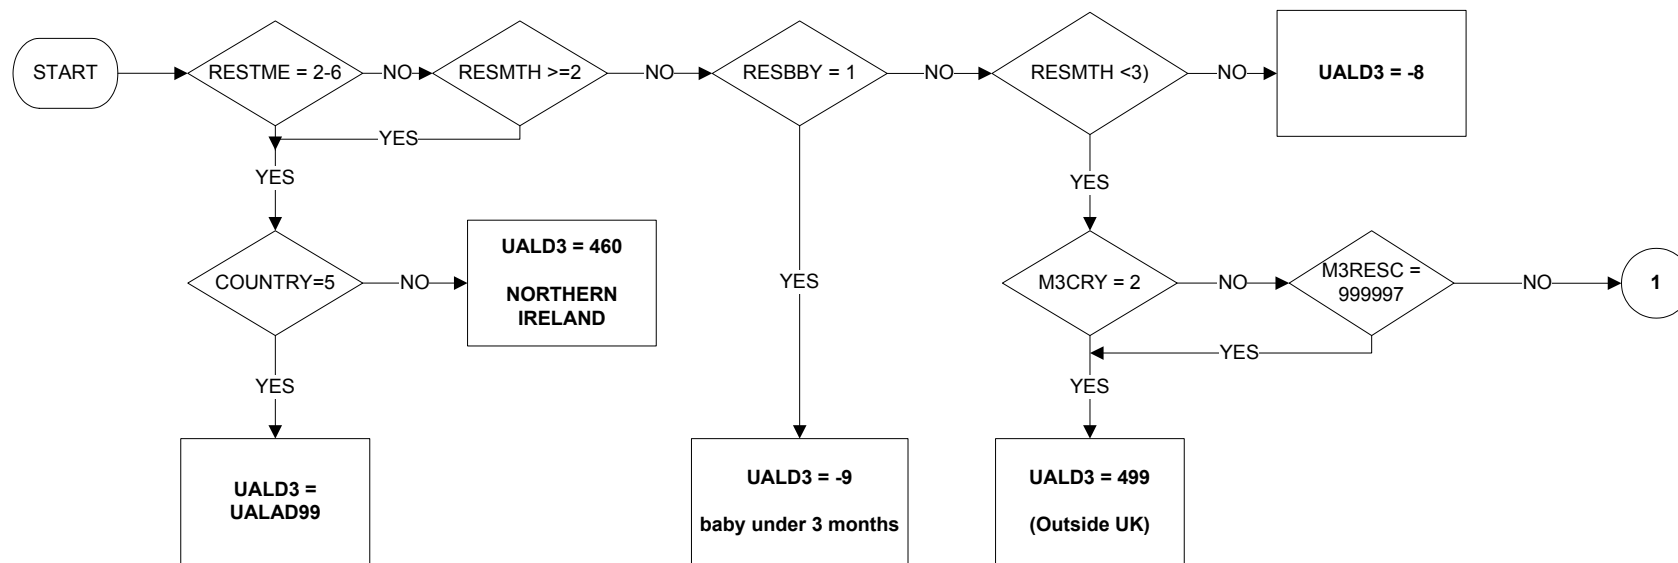 START
RESTME = 2-6
NO
RESMTH >=2
NO
RESBBY = 1
NO
RESMTH <3)
NO
UALD3 = -8
YES
YES
YES
UALD3 = 460
NORTHERN
IRELAND
COUNTRY=5
NO
YES
M3CRY = 2
NO
M3RESC =
999997
NO
1
YES
YES
YES
UALD3 =
UALAD99
UALD3 = -9
baby under 3 months
UALD3 = 499
(Outside UK)